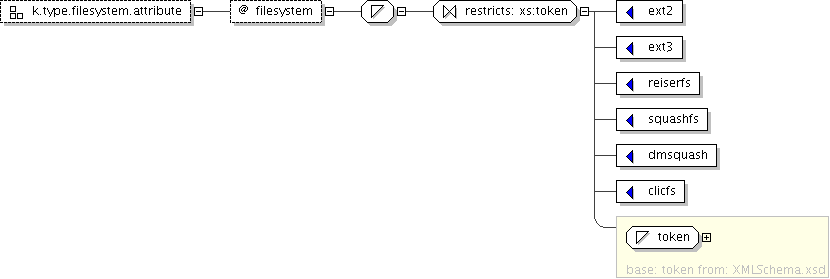 k.type.filesystem.attribute
@ filesystem
restricts: xs:token
ext2
ext3
reiserfs
squashfs
dmsquash
clicfs
token
base: token from: XMLSchema.xsd